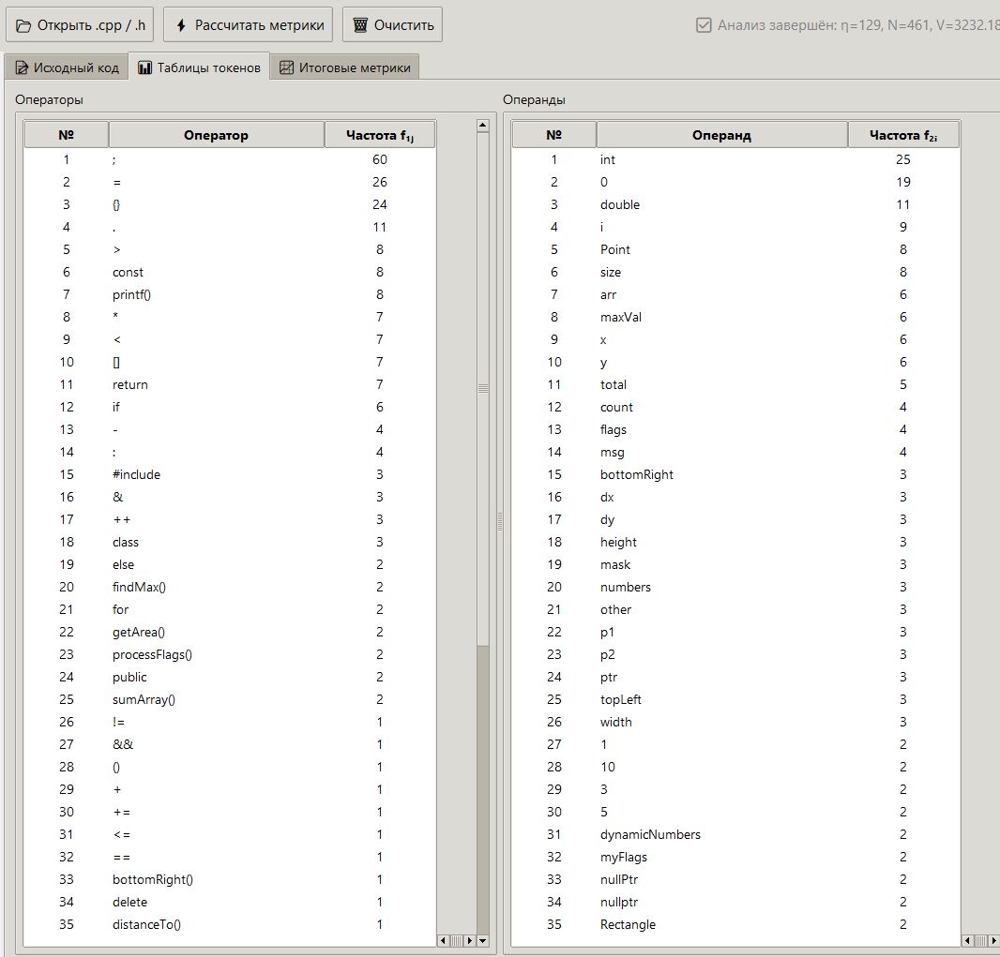 Открыть .cpp / .h Рассчитать метрики Очистить Анализ завершён: η=129, N=461, V=3232.18
Исходный код Таблицы токенов Итоговые метрики
Операторы Операнды
№ Оператор Частота f₁ⱼ № Операнд Частота f₂ᵢ
1 ; 60 1 int 25
2 = 26 2 0 19
3 {} 24 3 double 11
4 . 11 4 i 9
5 > 8 5 Point 8
6 const 8 6 size 8
7 printf() 8 7 arr 6
8 * 7 8 maxVal 6
9 < 7 9 x 6
10 [] 7 10 y 6
11 return 7 11 total 5
12 if 6 12 count 4
13 - 4 13 flags 4
14 : 4 14 msg 4
15 #include 3 15 bottomRight 3
16 & 3 16 dx 3
17 ++ 3 17 dy 3
18 class 3 18 height 3
19 else 2 19 mask 3
20 findMax() 2 20 numbers 3
21 for 2 21 other 3
22 getArea() 2 22 p1 3
23 processFlags() 2 23 p2 3
24 public 2 24 ptr 3
25 sumArray() 2 25 topLeft 3
26 != 1 26 width 3
27 && 1 27 1 2
28 () 1 28 10 2
29 + 1 29 3 2
30 += 1 30 5 2
31 <= 1 31 dynamicNumbers 2
32 == 1 32 myFlags 2
33 bottomRight() 1 33 nullPtr 2
34 delete 1 34 nullptr 2
35 distanceTo() 1 35 Rectangle 2